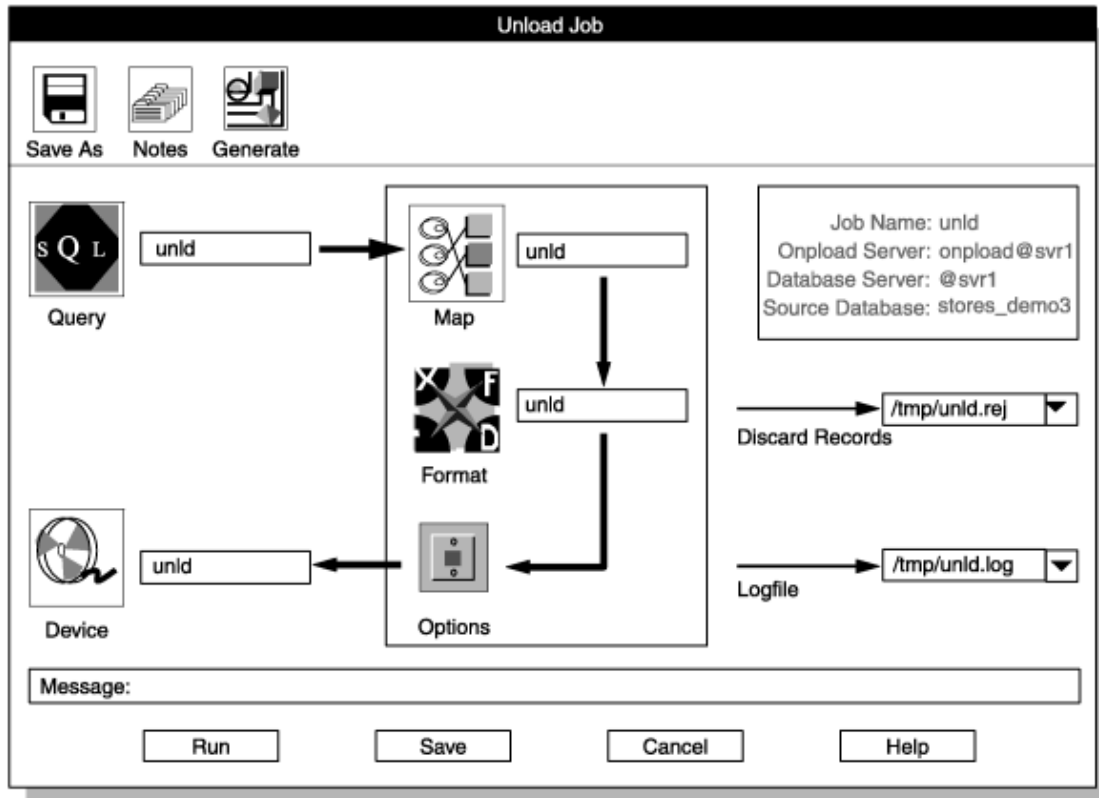 Unload Job
Save As Notes Generate
SQL unld
Query
unld
Map
Job Name: unld
Onpload Server: onpload@svr1
Database Server: @svr1
Source Database: stores_demo3
X F D
unld
Format
/tmp/unld.rej
Discard Records
unld
Device
Options
/tmp/unld.log
Logfile
Message:
Run Save Cancel Help